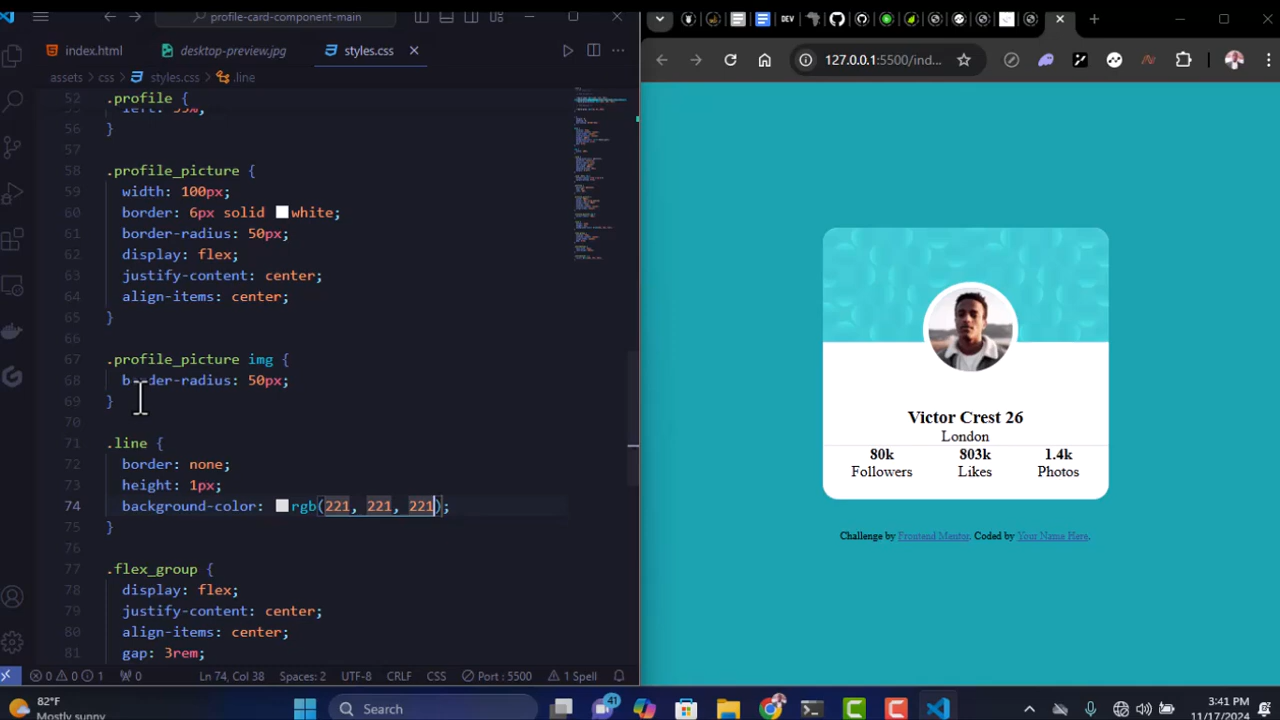 profile-card-component-main
index.html
desktop-preview.jpg
styles.css
assets > css > styles.css > .line
52 .profile {
56 }
57
58 .profile_picture {
59 width: 100px;
60 border: 6px solid white;
61 border-radius: 50px;
62 display: flex;
63 justify-content: center;
64 align-items: center;
65 }
66
67 .profile_picture img {
68 border-radius: 50px;
69 }
70
71 .line {
72 border: none;
73 height: 1px;
74 background-color: rgb(221, 221, 221);
75 }
76
77 .flex_group {
78 display: flex;
79 justify-content: center;
80 align-items: center;
81 gap: 3rem;
0 0 1 0 Ln 74, Col 38 Spaces: 2 UTF-8 CRLF CSS Port : 5500 1 Spell
DEV
127.0.0.1:5500/ind...
Victor Crest 26
London
80k 803k 1.4k
Followers Likes Photos
Challenge by Frontend Mentor. Coded by Your Name Here.
82°F
Mostly sunny
Search
41
3:41 PM
11/17/2024